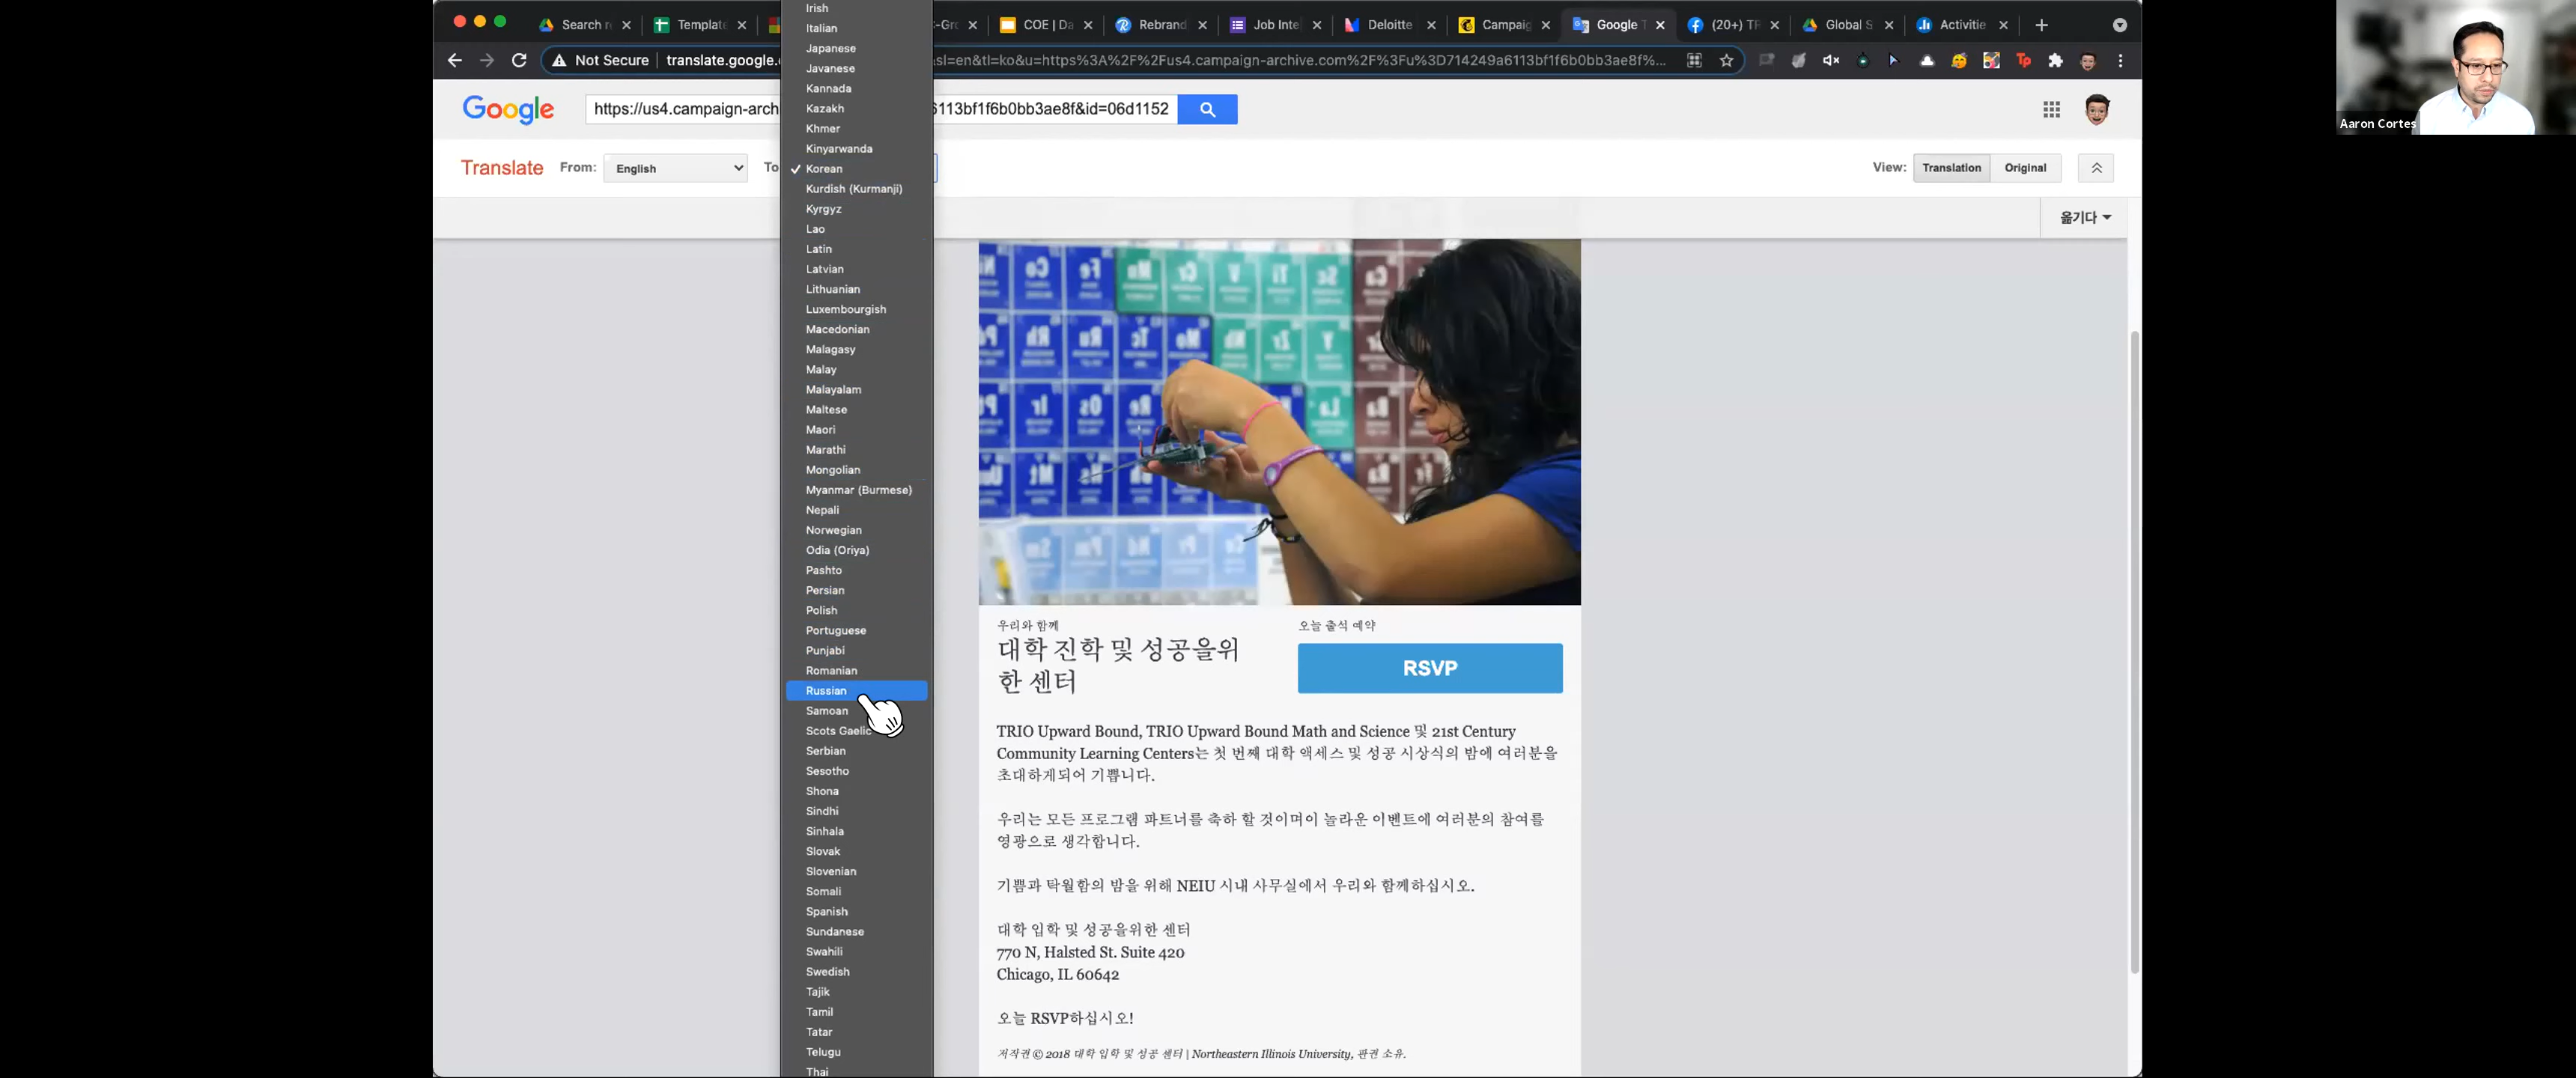 Search r
Template
-Gr
COE | Da
Rebrand
Job Inte
Deloitte
Campaign
Google T
(20+) TR
Global S
Activitie
Not Secure
translate.google.c
sl=en&tl=ko&u=https%3A%2F%2Fus4.campaign-archive.com%2F%3Fu%3D714249a6113bf1f6b0bb3ae8f%...
Google
https://us4.campaign-arch
6113bf1f6b0bb3ae8f&id=06d1152
Translate
From:
English
To
View:
Translation
Original
옮기다
Irish
Italian
Japanese
Javanese
Kannada
Kazakh
Khmer
Kinyarwanda
Korean
Kurdish (Kurmanji)
Kyrgyz
Lao
Latin
Latvian
Lithuanian
Luxembourgish
Macedonian
Malagasy
Malay
Malayalam
Maltese
Maori
Marathi
Mongolian
Myanmar (Burmese)
Nepali
Norwegian
Odia (Oriya)
Pashto
Persian
Polish
Portuguese
Punjabi
Romanian
Russian
Samoan
Scots Gaelic
Serbian
Sesotho
Shona
Sindhi
Sinhala
Slovak
Slovenian
Somali
Spanish
Sundanese
Swahili
Swedish
Tajik
Tamil
Tatar
Telugu
Thai
우리와 함께
대학 진학 및 성공을위
한 센터
오늘 출석 예약
RSVP
TRIO Upward Bound, TRIO Upward Bound Math and Science 및 21st Century
Community Learning Centers는 첫 번째 대학 액세스 및 성공 시상식의 밤에 여러분을
초대하게되어 기쁩니다.
우리는 모든 프로그램 파트너를 축하 할 것이며이 놀라운 이벤트에 여러분의 참여를
영광으로 생각합니다.
기쁨과 탁월함의 밤을 위해 NEIU 시내 사무실에서 우리와 함께하십시오.
대학 입학 및 성공을위한 센터
770 N, Halsted St. Suite 420
Chicago, IL 60642
오늘 RSVP하십시오!
저작권 © 2018 대학 입학 및 성공 센터 | Northeastern Illinois University, 판권 소유.
Aaron Cortes